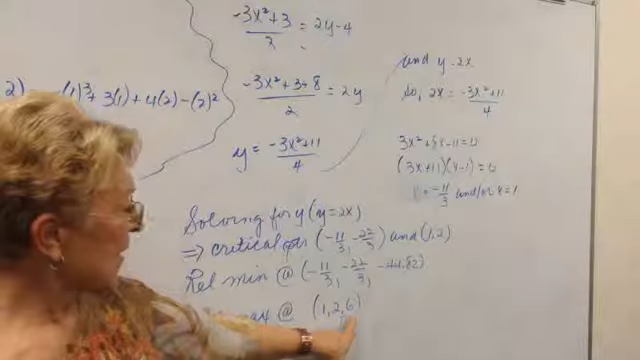 -3x²+3 / 2 = 2y-4
-3x²+3+8 / 2 = 2y
y = -3x²+11 / 4
2) -(1)³+3(1)+4(2)-(2)²
and y=2x
so, 2x = -3x²+11 / 4
3x²+8x-11=0
(3x+11)(x-1)=0
x=-11/3 and/or x=1
Solving for y (y=2x)
⇒ critical pts (-11/3, -22/3) and (1,2)
Rel min @ (-11/3, -22/3,
max @ (1,2,6)